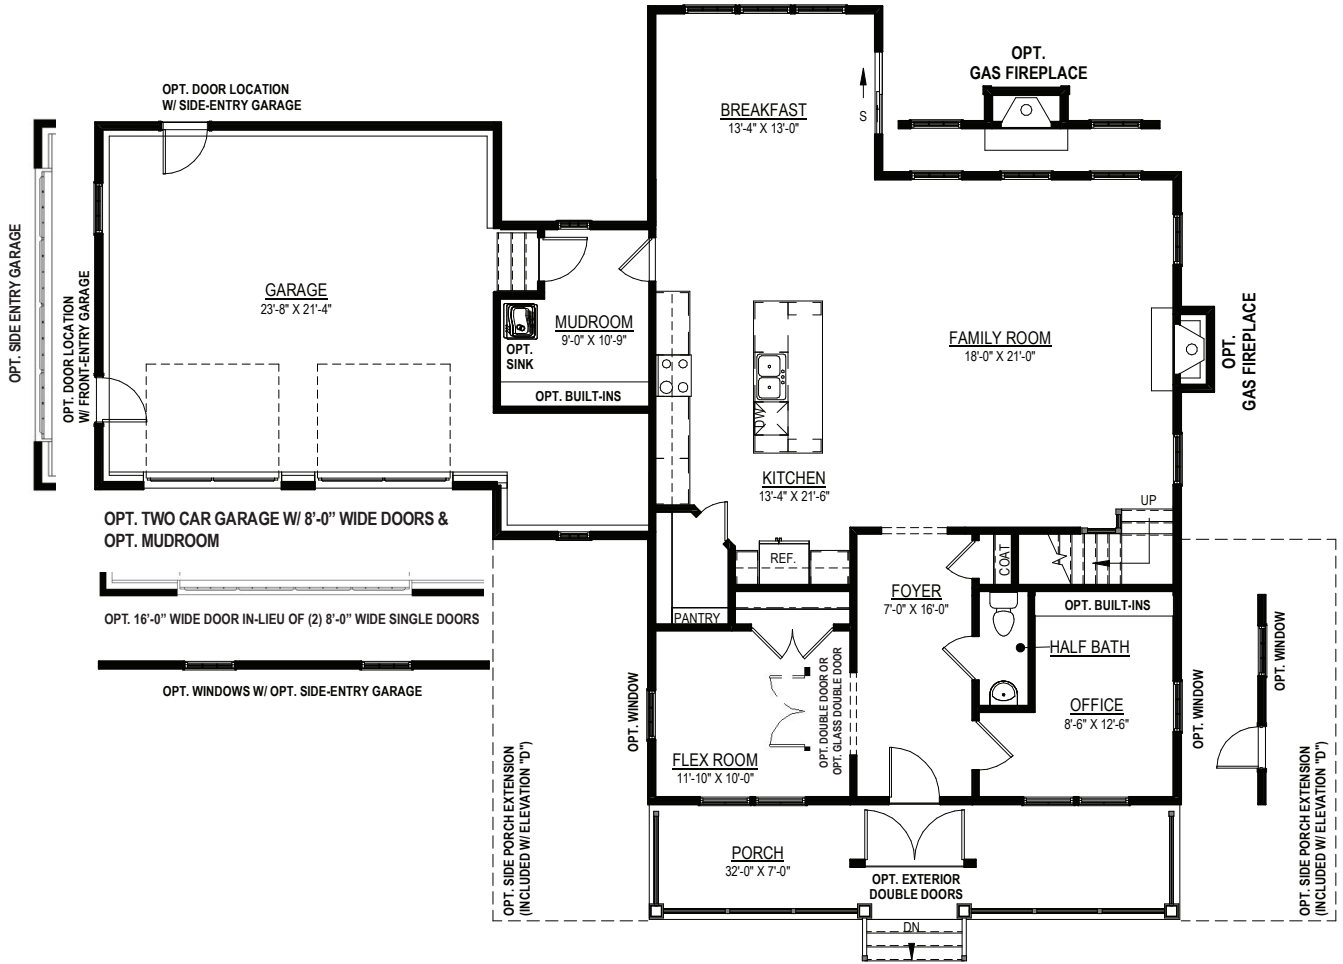 OPT.
GAS FIREPLACE
OPT. DOOR LOCATION
W/ SIDE-ENTRY GARAGE
BREAKFAST
13'-4" X 13'-0"
S
OPT. SIDE ENTRY GARAGE
OPT. DOOR LOCATION
W/ FRONT-ENTRY GARAGE
GARAGE
23'-8" X 21'-4"
MUDROOM
9'-0" X 10'-9"
OPT.
SINK
OPT. BUILT-INS
FAMILY ROOM
18'-0" X 21'-0"
OPT.
GAS FIREPLACE
DW
KITCHEN
13'-4" X 21'-6"
UP
OPT. TWO CAR GARAGE W/ 8'-0” WIDE DOORS &
OPT. MUDROOM
REF.
COAT
FOYER
7'-0" X 16'-0"
OPT. BUILT-INS
PANTRY
OPT. 16'-0” WIDE DOOR IN-LIEU OF (2) 8'-0” WIDE SINGLE DOORS
HALF BATH
OPT. WINDOWS W/ OPT. SIDE-ENTRY GARAGE
OPT. WINDOW
OPT. DOUBLE DOOR OR
OPT. GLASS DOUBLE DOOR
OFFICE
8'-6" X 12'-6"
OPT. WINDOW
OPT. WINDOW
FLEX ROOM
11'-10" X 10'-0"
OPT. SIDE PORCH EXTENSION
(INCLUDED W/ ELEVATION "D")
PORCH
32'-0" X 7'-0"
OPT. EXTERIOR
DOUBLE DOORS
OPT. SIDE PORCH EXTENSION
(INCLUDED W/ ELEVATION "D")
DN